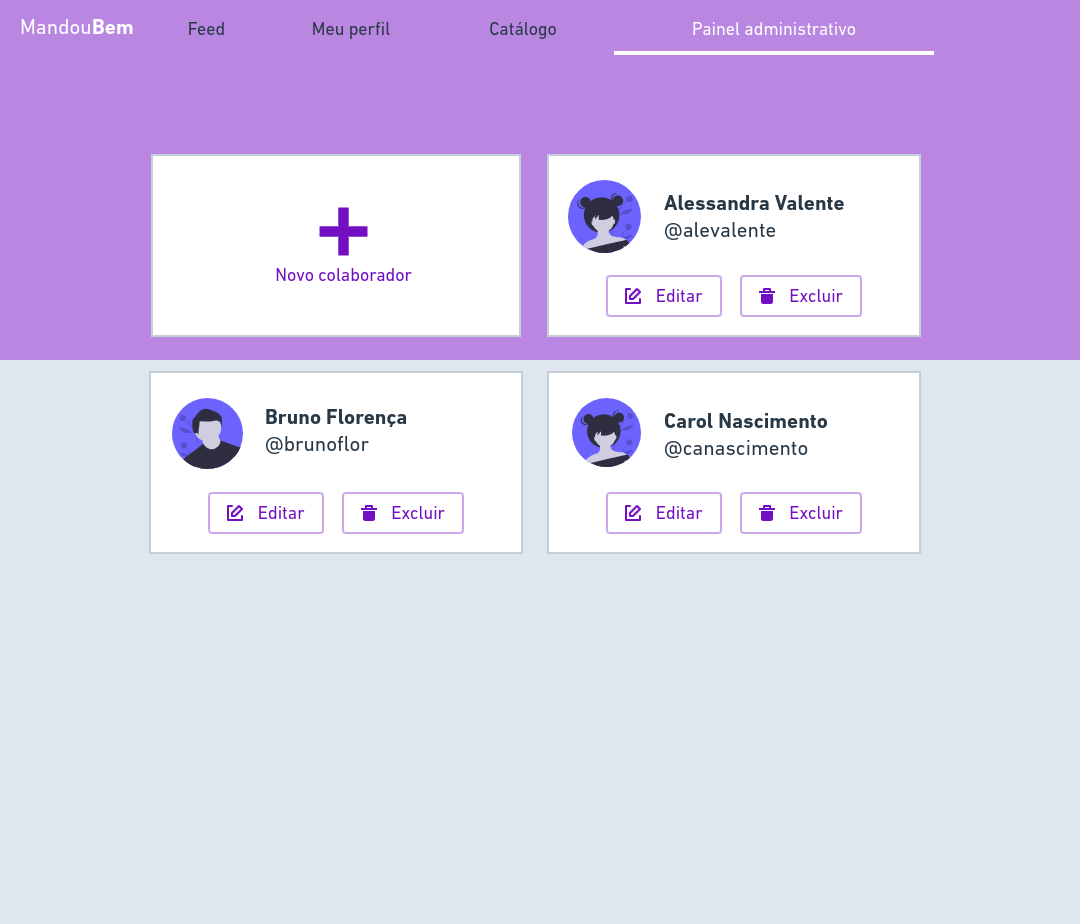 MandouBem Feed Meu perfil Catálogo Painel administrativo
Novo colaborador
Alessandra Valente
@alevalente
Editar Excluir
Bruno Florença
@brunoflor
Editar Excluir
Carol Nascimento
@canascimento
Editar Excluir